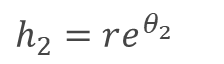 h₂ = re^θ₂